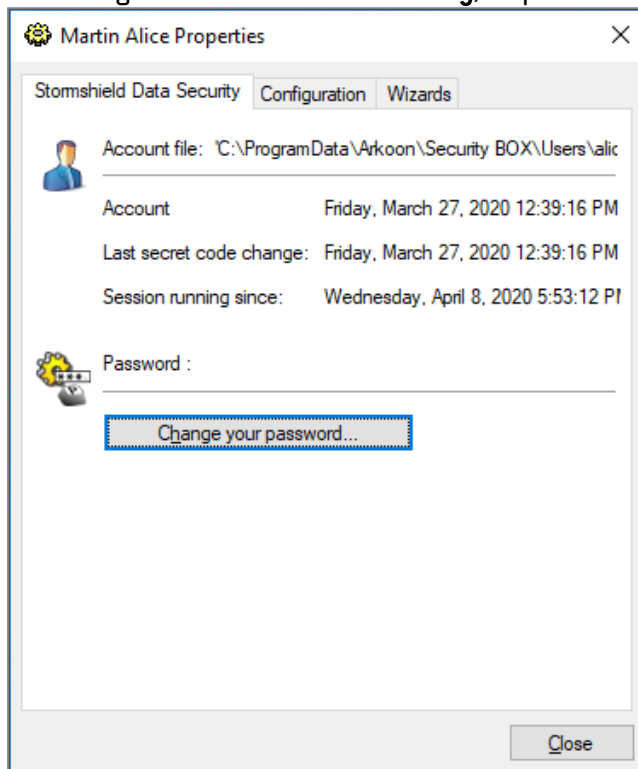 Martin Alice Properties
Stormshield Data Security Configuration Wizards
Account file: 'C:\ProgramData\Arkoon\Security BOX\Users\alic
Account Friday, March 27, 2020 12:39:16 PM
Last secret code change: Friday, March 27, 2020 12:39:16 PM
Session running since: Wednesday, April 8, 2020 5:53:12 PM
Password :
Change your password...
Close